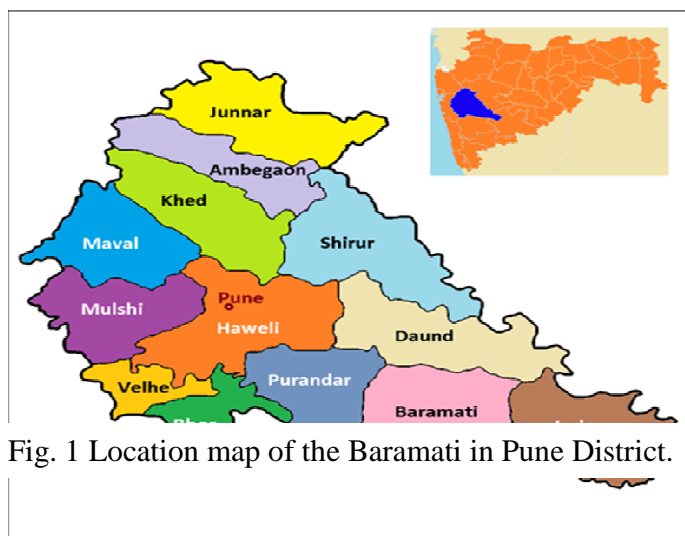 Junnar
Ambegaon
Khed
Maval
Shirur
Mulshi
Pune
Haweli
Daund
Velhe
Purandar
Baramati
Fig. 1 Location map of the Baramati in Pune District.